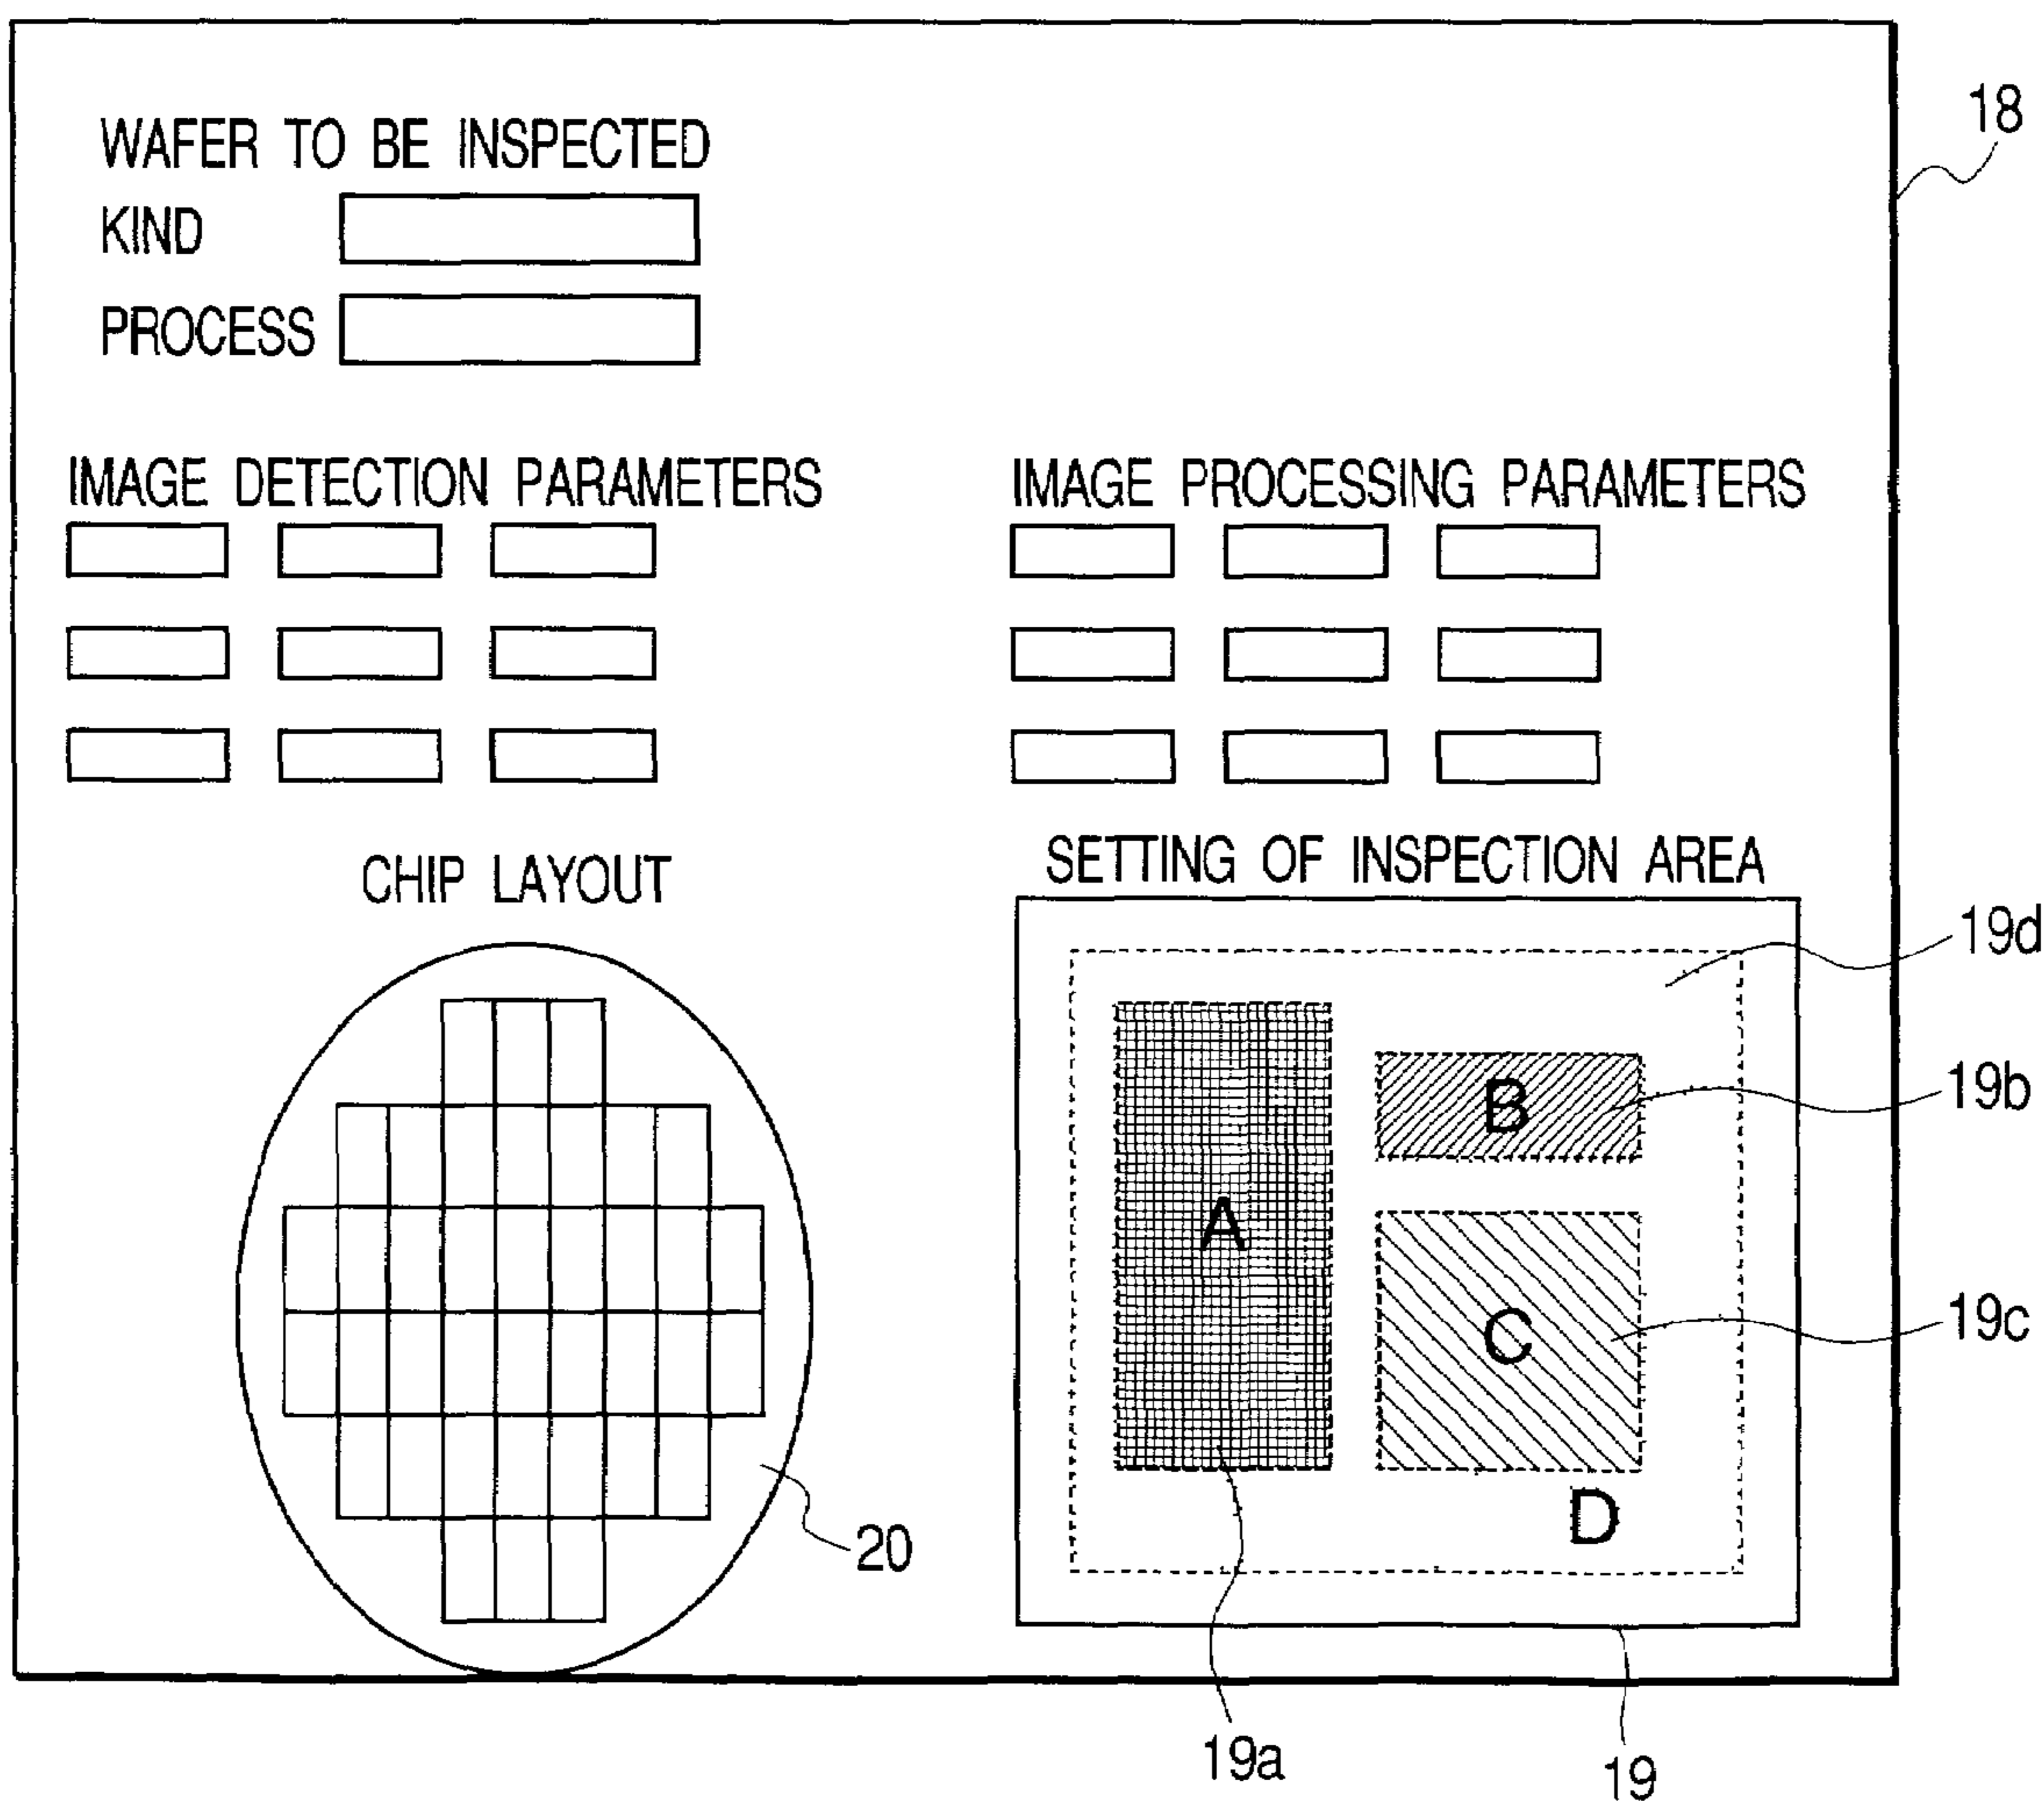 18
WAFER TO BE INSPECTED
KIND
PROCESS
IMAGE DETECTION PARAMETERS
IMAGE PROCESSING PARAMETERS
CHIP LAYOUT
SETTING OF INSPECTION AREA
19d
B
19b
A
C
19c
D
20
19a
19